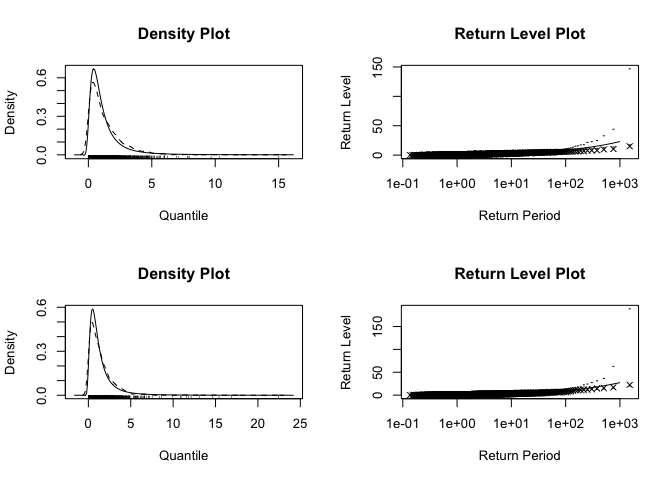 Density Plot
Density
0.0 0.3 0.6
0 5 10 15
Quantile
Return Level Plot
Return Level
0 50 150
1e-01 1e+00 1e+01 1e+02 1e+03
Return Period
Density Plot
Density
0.0 0.3 0.6
0 5 10 15 20 25
Quantile
Return Level Plot
Return Level
0 50 150
1e-01 1e+00 1e+01 1e+02 1e+03
Return Period